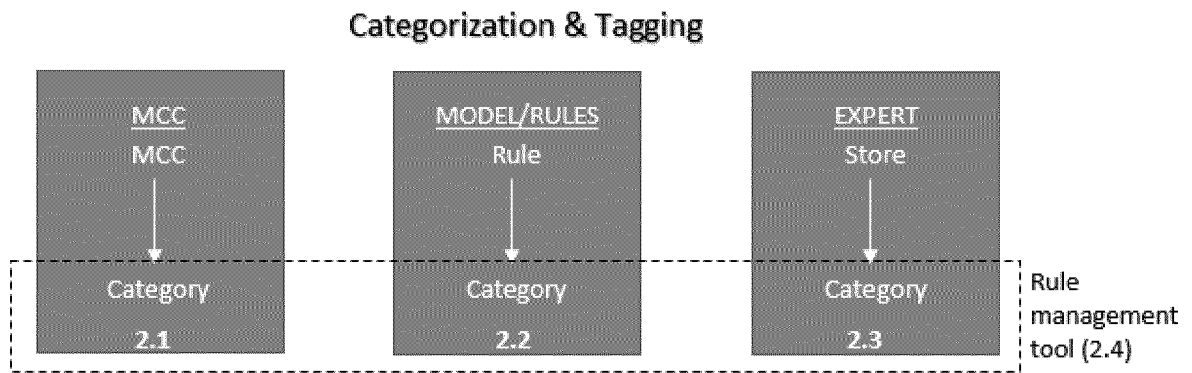 Categorization & Tagging
MCC
MCC
Category
2.1
MODEL/RULES
Rule
Category
2.2
EXPERT
Store
Category
2.3
Rule
management
tool (2.4)